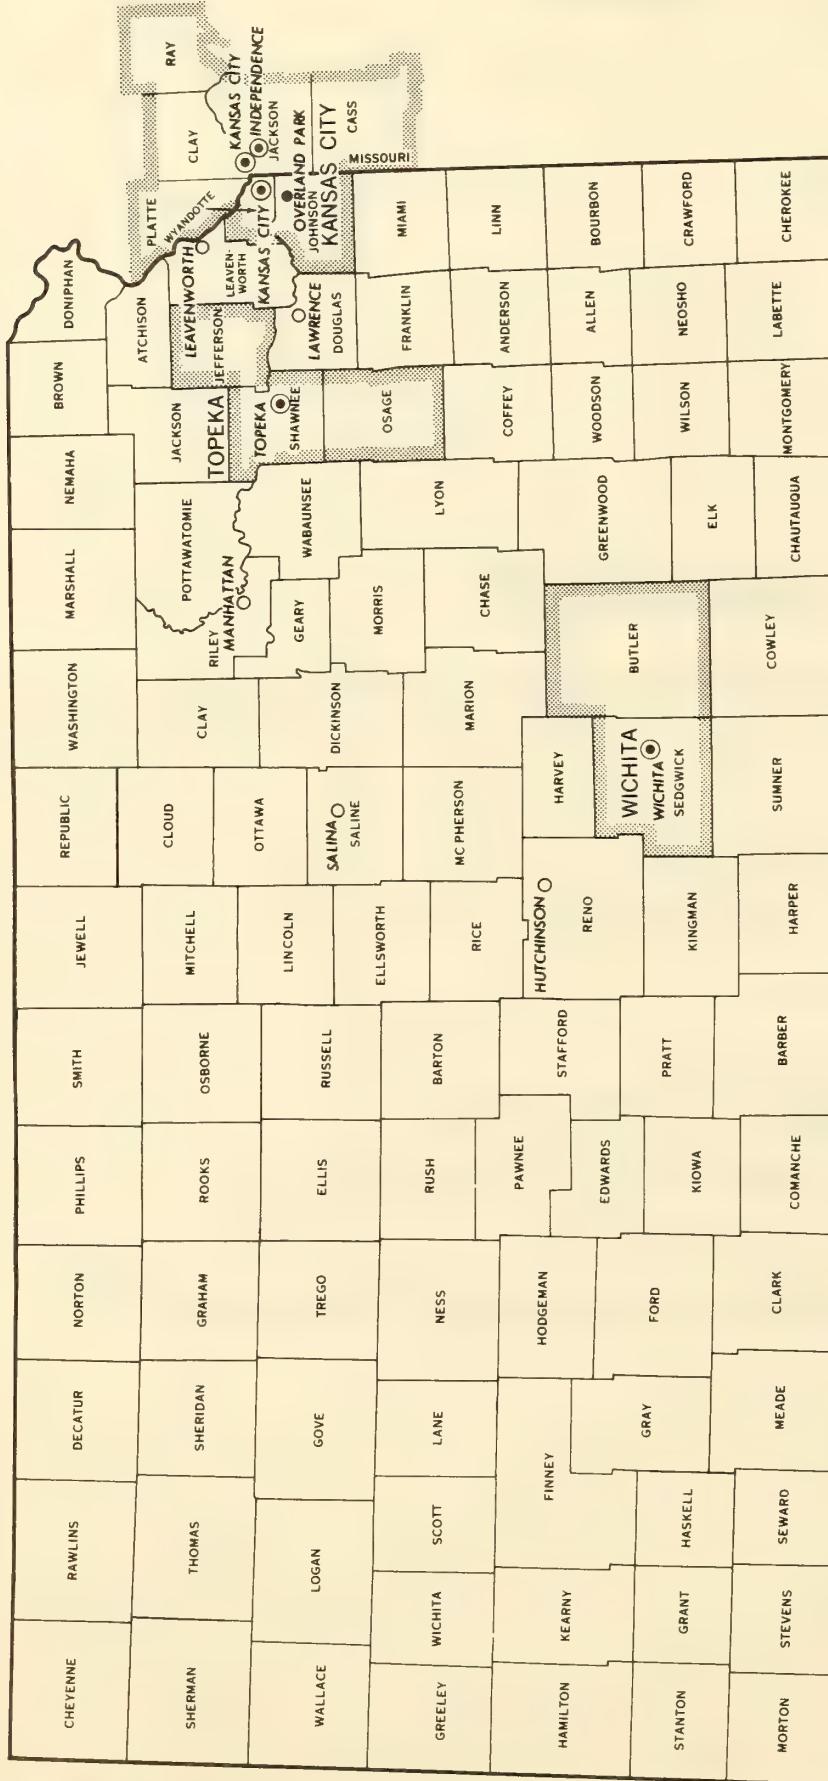 CHEYENNE
RAWLINS
DECATUR
NORTON
PHILLIPS
SMITH
JEWELL
REPUBLIC
WASHINGTON
MARSHALL
NEMAHA
BROWN
DONIPHAN
SHERMAN
THOMAS
SHERIDAN
GRAHAM
ROOKS
OSBORNE
MITCHELL
CLOUD
CLAY
RILEY
MANHATTAN
POTTAWATOMIE
JACKSON
ATCHISON
PLATTE
CLAY
RAY
WALLACE
LOGAN
GOVE
TREGO
ELLIS
RUSSELL
LINCOLN
OTTAWA
DICKINSON
GEARY
WABAUNSEE
TOPEKA
TOPEKA
SHAWNEE
JEFFERSON
LEAVENWORTH
LEAVEN-
WORTH
WYANDOTTE
KANSAS CITY
KANSAS CITY
INDEPENDENCE
JACKSON
GREELEY
WICHITA
SCOTT
LANE
NESS
RUSH
BARTON
ELLSWORTH
SALINA
SALINE
MORRIS
LYON
OSAGE
LAWRENCE
DOUGLAS
OVERLAND PARK
JOHNSON
KANSAS CITY
CASS
MISSOURI
RICE
MC PHERSON
MARION
CHASE
COFFEY
FRANKLIN
MIAMI
HAMILTON
KEARNY
FINNEY
HODGEMAN
PAWNEE
STAFFORD
HUTCHINSON
RENO
HARVEY
BUTLER
GREENWOOD
WOODSON
ANDERSON
LINN
GRAY
FORD
EDWARDS
PRATT
WICHITA
WICHITA
SEDGWICK
ALLEN
BOURBON
STANTON
GRANT
HASKELL
KIOWA
KINGMAN
ELK
WILSON
NEOSHO
CRAWFORD
MORTON
STEVENS
SEWARD
MEADE
CLARK
COMANCHE
BARBER
HARPER
SUMNER
COWLEY
CHAUTAUQUA
MONTGOMERY
LABETTE
CHEROKEE